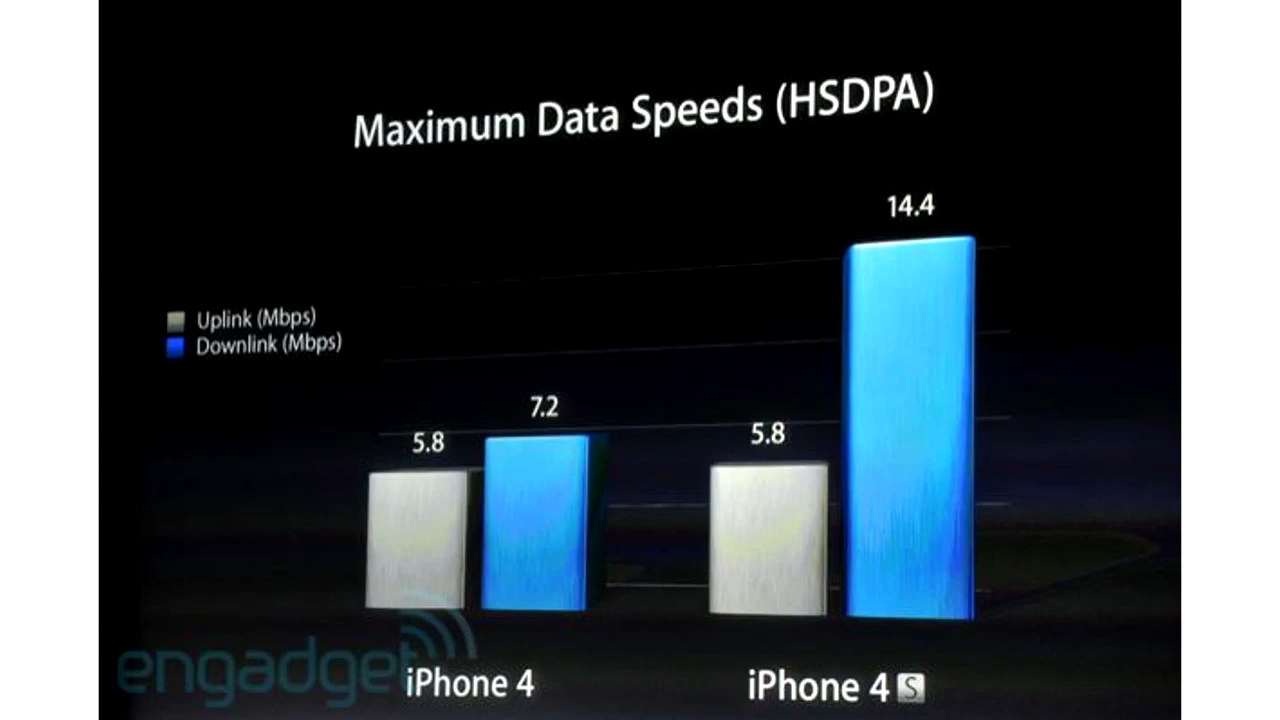 Maximum Data Speeds (HSDPA)
14.4
Uplink (Mbps)
Downlink (Mbps)
7.2
5.8
5.8
engadget
iPhone 4
iPhone 4 S